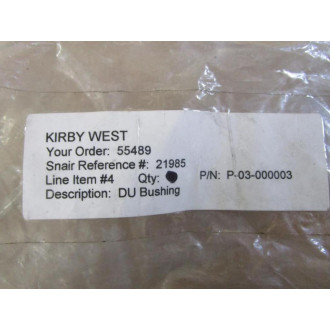 KIRBY WEST
Your Order: 55489
Snair Reference #: 21985
Line Item #4 Qty: P/N: P-03-000003
Description: DU Bushing